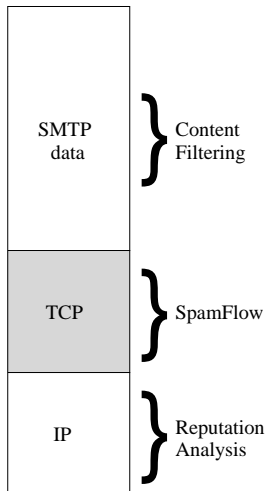 SMTP
data
Content
Filtering
TCP
SpamFlow
IP
Reputation
Analysis